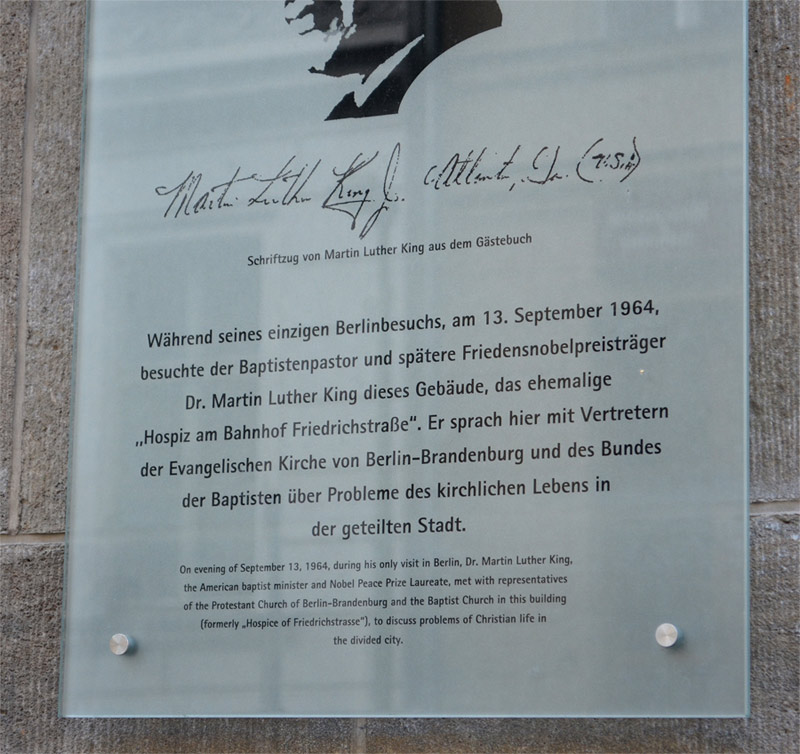 Martin Luther King Jr. Atlanta, Ga. (U.S.A)
Schriftzug von Martin Luther King aus dem Gästebuch
Während seines einzigen Berlinbesuchs, am 13. September 1964,
besuchte der Baptistenpastor und spätere Friedensnobelpreisträger
Dr. Martin Luther King dieses Gebäude, das ehemalige
„Hospiz am Bahnhof Friedrichstraße“. Er sprach hier mit Vertretern
der Evangelischen Kirche von Berlin-Brandenburg und des Bundes
der Baptisten über Probleme des kirchlichen Lebens in
der geteilten Stadt.
On evening of September 13, 1964, during his only visit in Berlin, Dr. Martin Luther King,
the American baptist minister and Nobel Peace Prize Laureate, met with representatives
of the Protestant Church of Berlin-Brandenburg and the Baptist Church in this building
(formerly „Hospice of Friedrichstrasse“), to discuss problems of Christian life in
the divided city.